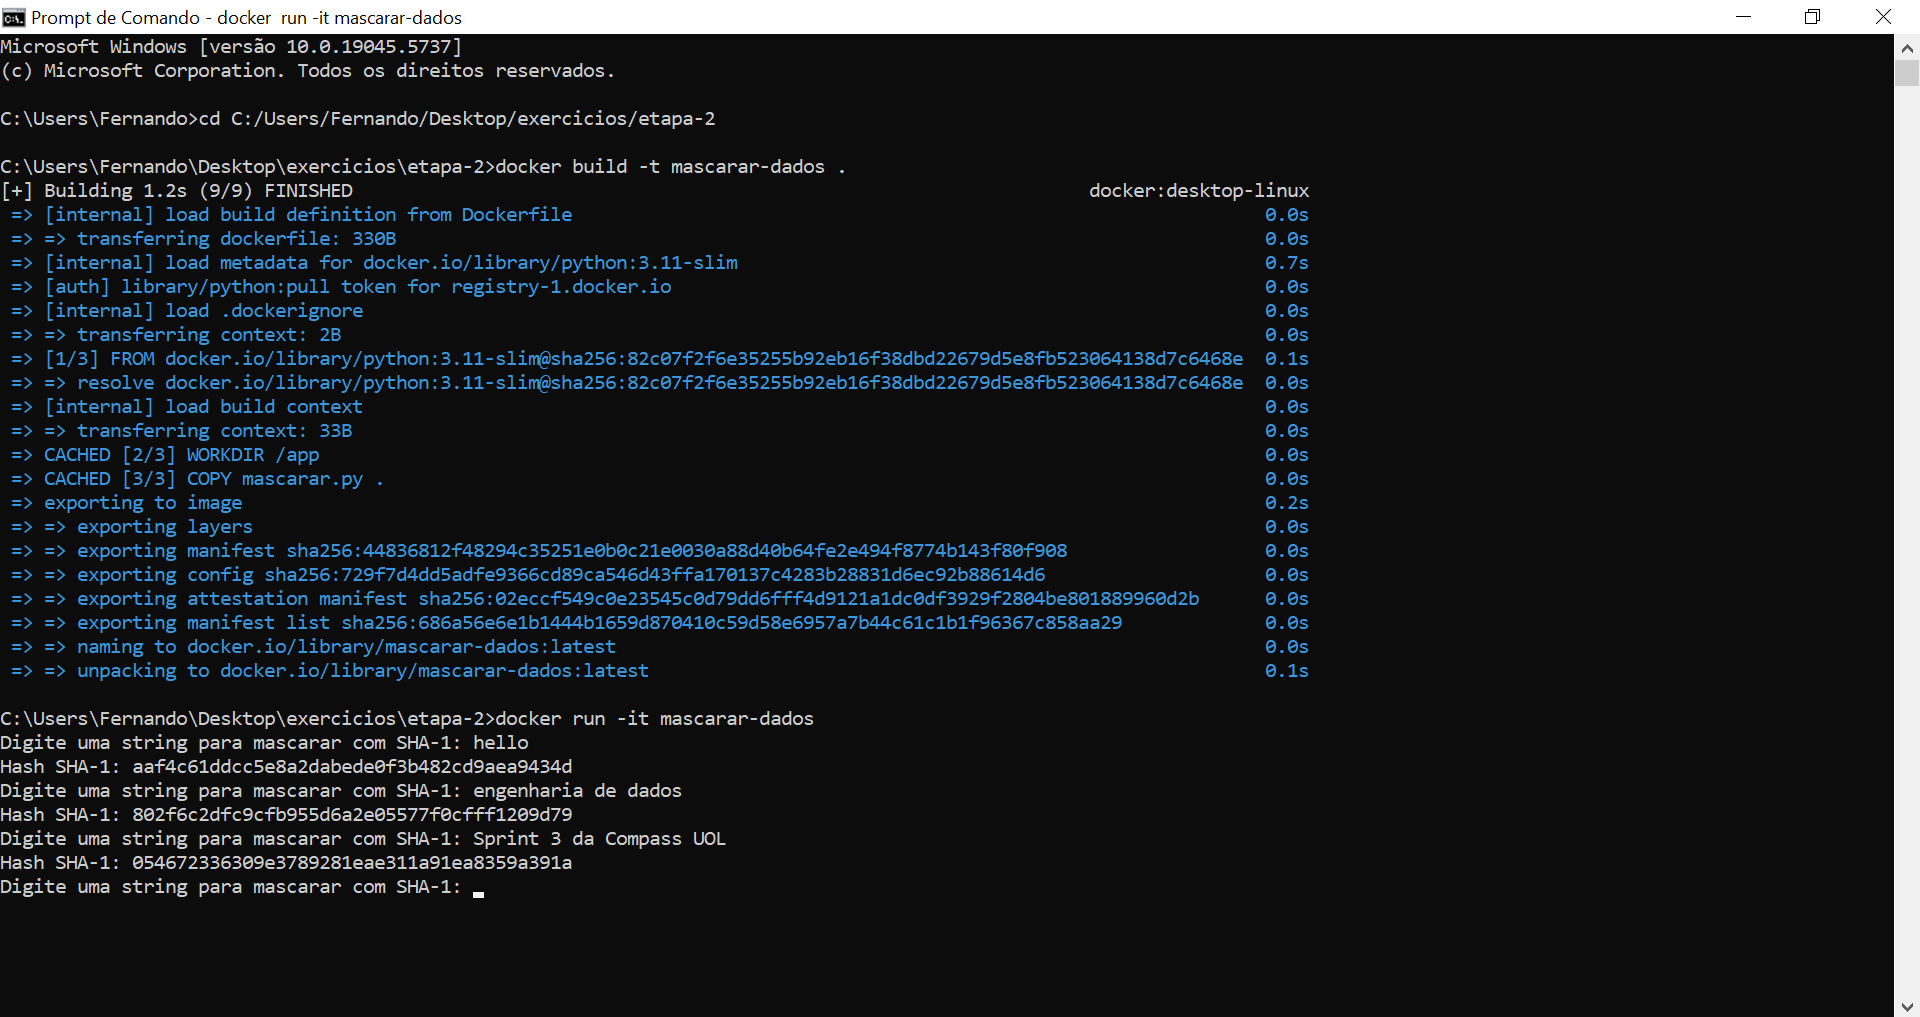 Prompt de Comando - docker  run -it mascarar-dados
Microsoft Windows [versão 10.0.19045.5737]
(c) Microsoft Corporation. Todos os direitos reservados.
C:\Users\Fernando>cd C:/Users/Fernando/Desktop/exercicios/etapa-2
C:\Users\Fernando\Desktop\exercicios\etapa-2>docker build -t mascarar-dados .
[+] Building 1.2s (9/9) FINISHED docker:desktop-linux
=> [internal] load build definition from Dockerfile 0.0s
=> => transferring dockerfile: 330B 0.0s
=> [internal] load metadata for docker.io/library/python:3.11-slim 0.7s
=> [auth] library/python:pull token for registry-1.docker.io 0.0s
=> [internal] load .dockerignore 0.0s
=> => transferring context: 2B 0.0s
=> [1/3] FROM docker.io/library/python:3.11-slim@sha256:82c07f2f6e35255b92eb16f38dbd22679d5e8fb523064138d7c6468e 0.1s
=> => resolve docker.io/library/python:3.11-slim@sha256:82c07f2f6e35255b92eb16f38dbd22679d5e8fb523064138d7c6468e 0.0s
=> [internal] load build context 0.0s
=> => transferring context: 33B 0.0s
=> CACHED [2/3] WORKDIR /app 0.0s
=> CACHED [3/3] COPY mascarar.py . 0.0s
=> exporting to image 0.2s
=> => exporting layers 0.0s
=> => exporting manifest sha256:44836812f48294c35251e0b0c21e0030a88d40b64fe2e494f8774b143f80f908 0.0s
=> => exporting config sha256:729f7d4dd5adfe9366cd89ca546d43ffa170137c4283b28831d6ec92b88614d6 0.0s
=> => exporting attestation manifest sha256:02eccf549c0e23545c0d79dd6fff4d9121a1dc0df3929f2804be801889960d2b 0.0s
=> => exporting manifest list sha256:686a56e6e1b1444b1659d870410c59d58e6957a7b44c61c1b1f96367c858aa29 0.0s
=> => naming to docker.io/library/mascarar-dados:latest 0.0s
=> => unpacking to docker.io/library/mascarar-dados:latest 0.1s
C:\Users\Fernando\Desktop\exercicios\etapa-2>docker run -it mascarar-dados
Digite uma string para mascarar com SHA-1: hello
Hash SHA-1: aaf4c61ddcc5e8a2dabede0f3b482cd9aea9434d
Digite uma string para mascarar com SHA-1: engenharia de dados
Hash SHA-1: 802f6c2dfc9cfb955d6a2e05577f0cfff1209d79
Digite uma string para mascarar com SHA-1: Sprint 3 da Compass UOL
Hash SHA-1: 054672336309e3789281eae311a91ea8359a391a
Digite uma string para mascarar com SHA-1: